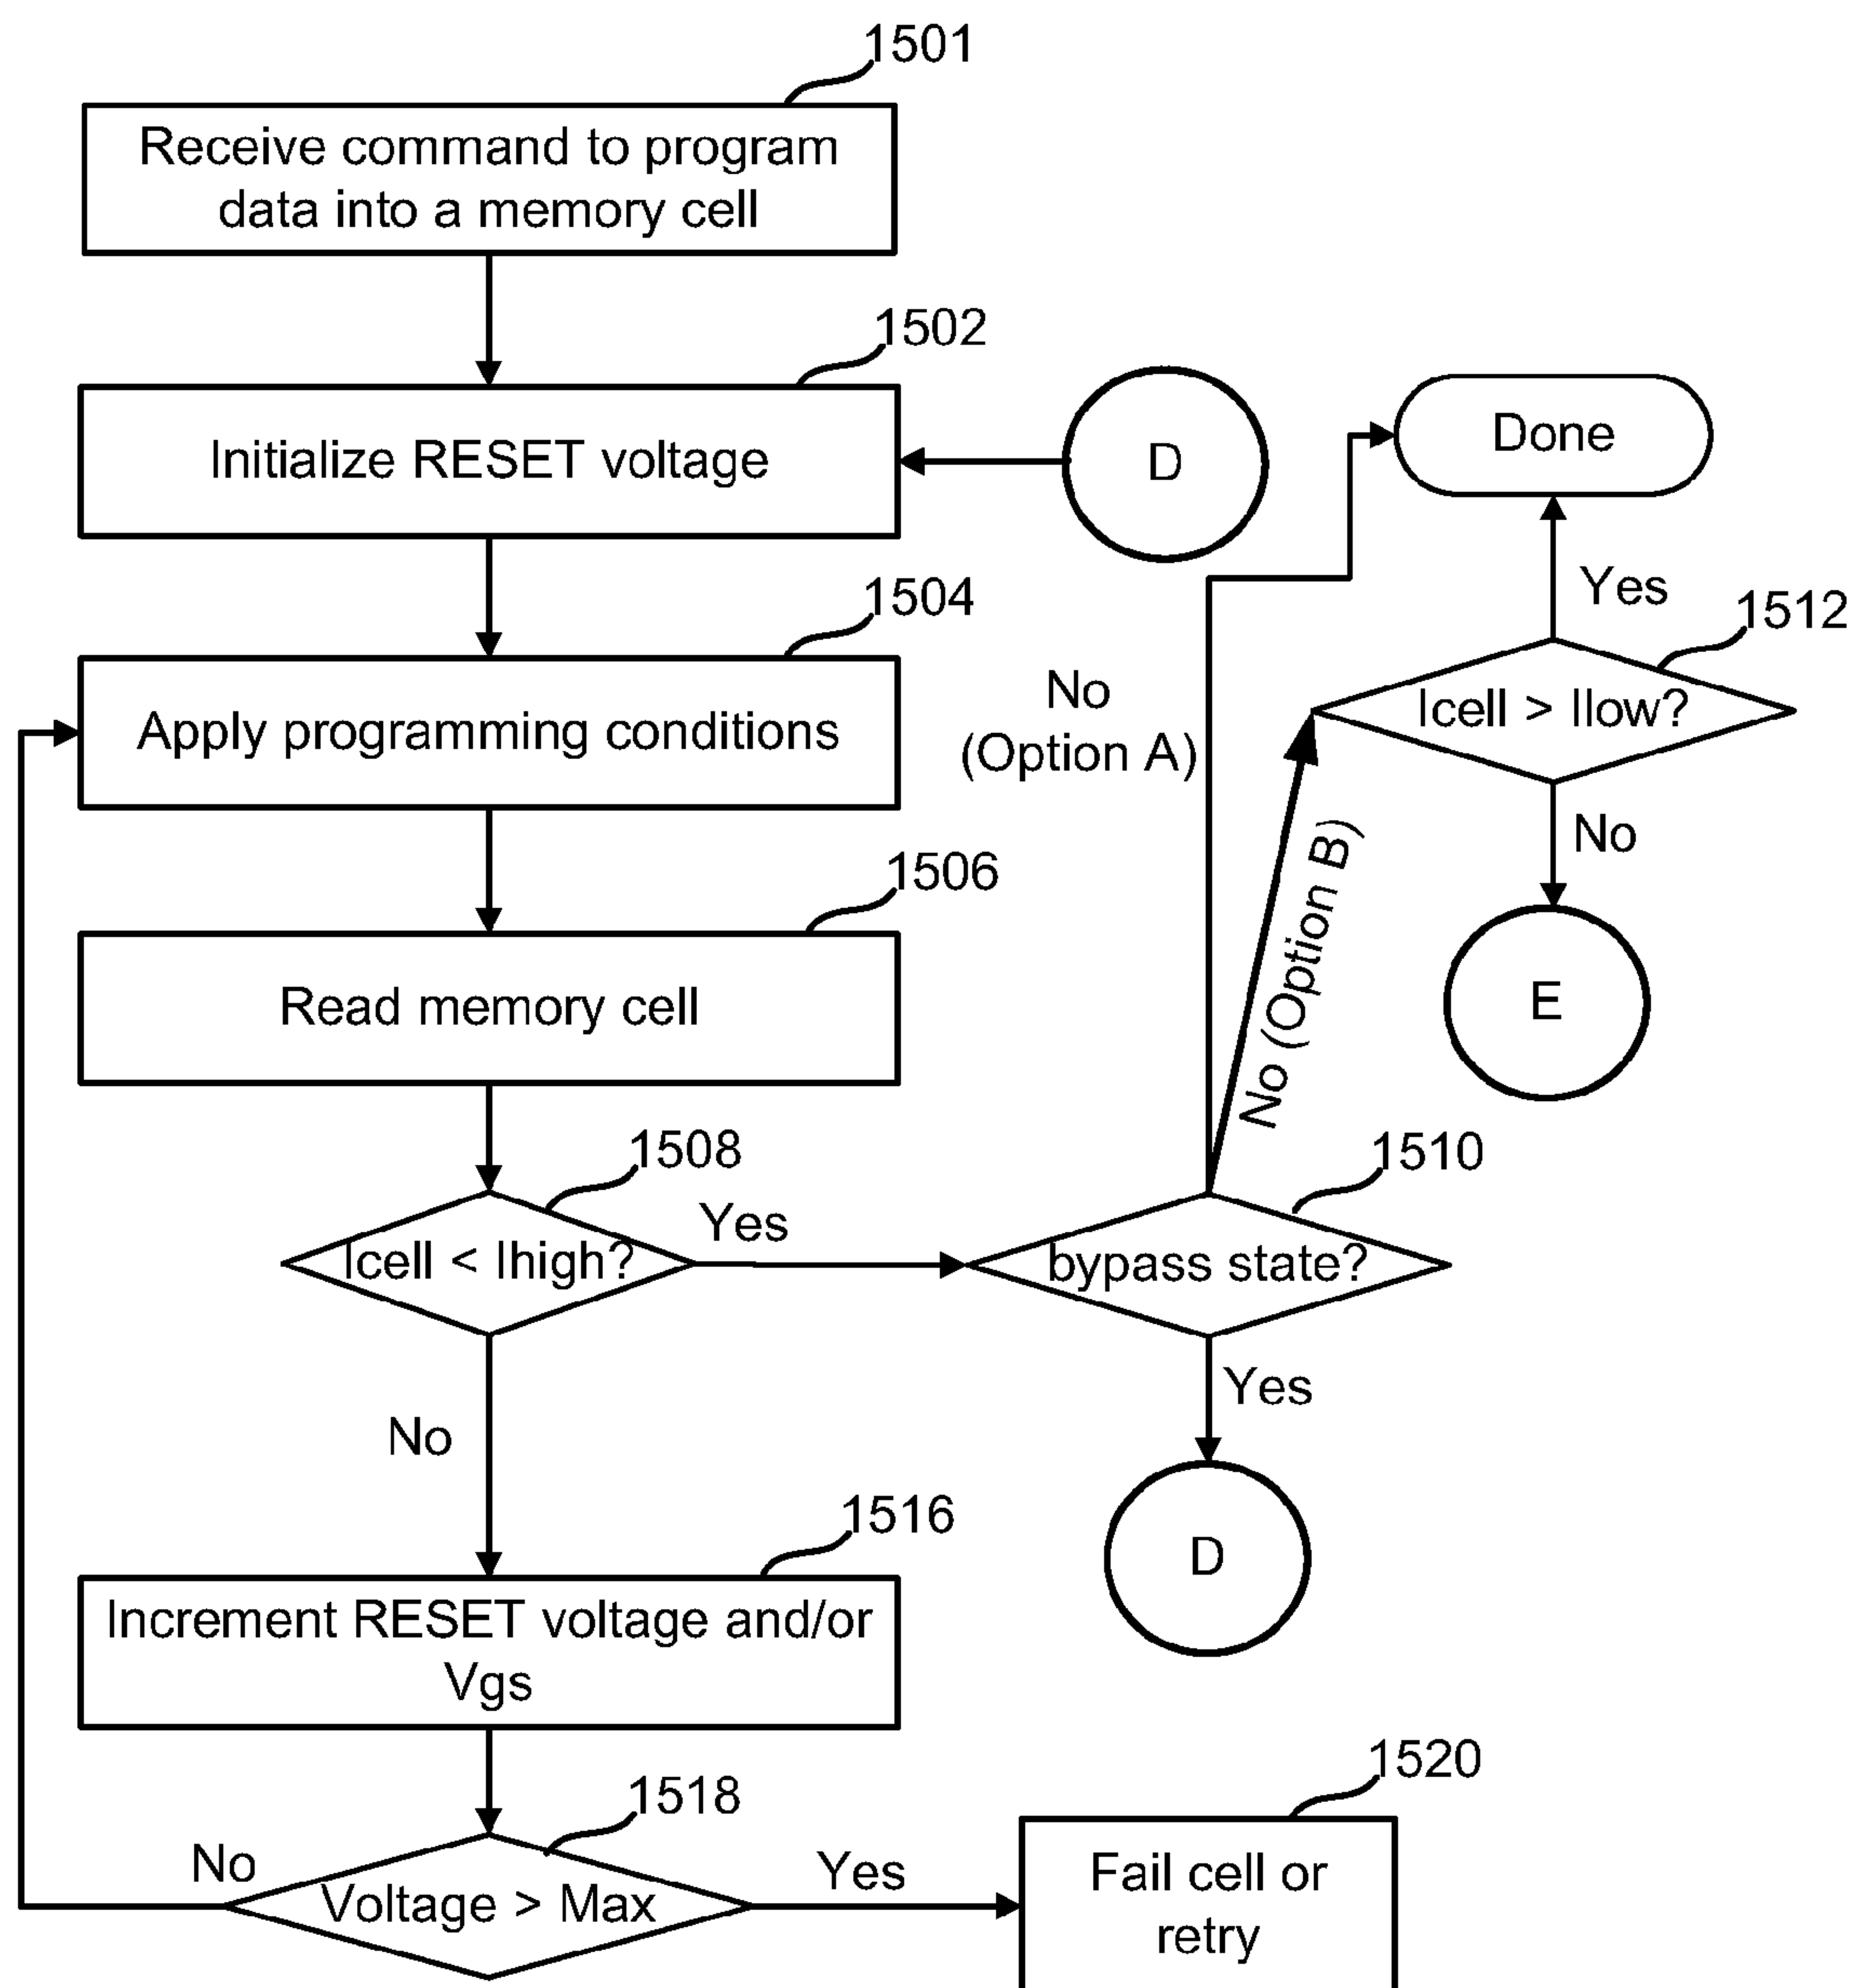 1501
Receive command to program
data into a memory cell
1502
Initialize RESET voltage
D
Done
1504
Apply programming conditions
No
(Option A)
Yes
1512
Icell > Ilow?
No
No (Option B)
E
1506
Read memory cell
1508
Icell < Ihigh?
Yes
1510
bypass state?
Yes
D
No
1516
Increment RESET voltage and/or
Vgs
1518
Voltage > Max
No
Yes
1520
Fail cell or
retry